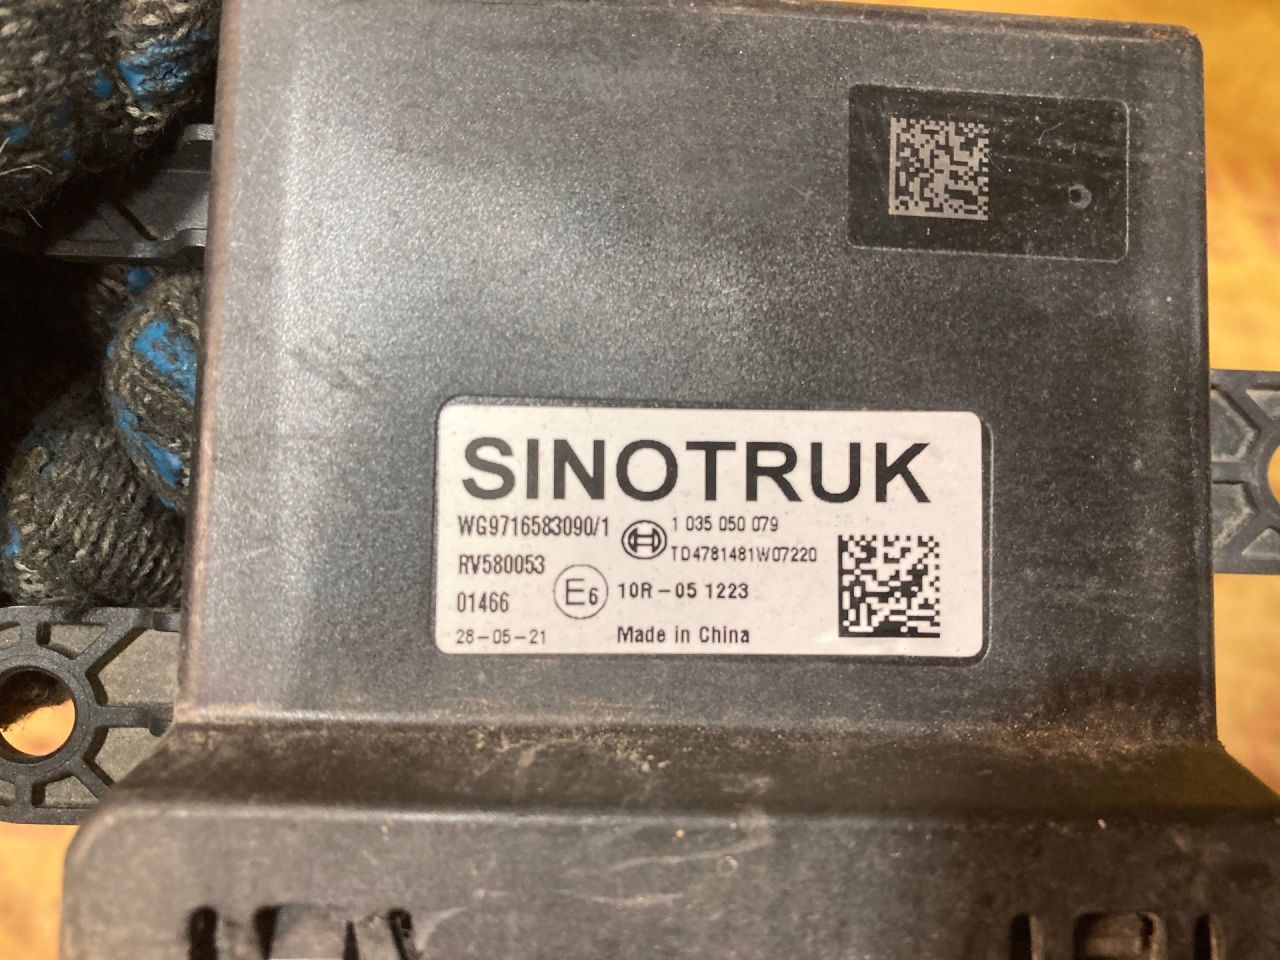 SINOTRUK
WG9716583090/1
1 035 050 079
TD4781481W07220
RV580053
01466
E6
10R-05 1223
28-05-21
Made in China